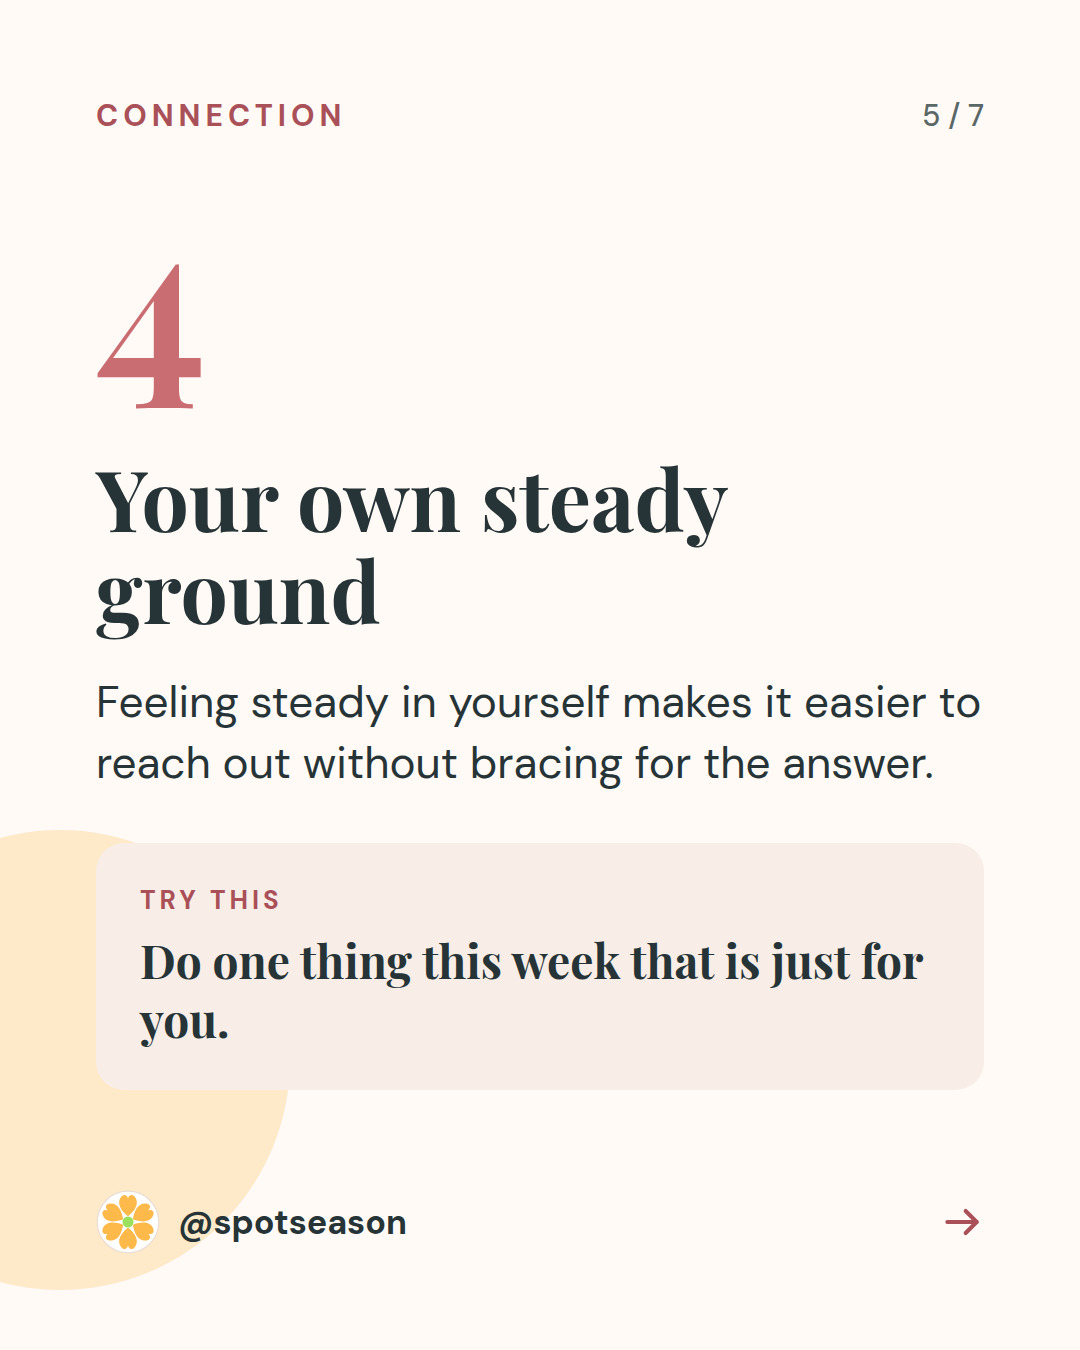 CONNECTION
5 / 7
4
Your own steady
ground
Feeling steady in yourself makes it easier to
reach out without bracing for the answer.
TRY THIS
Do one thing this week that is just for
you.
@spotseason